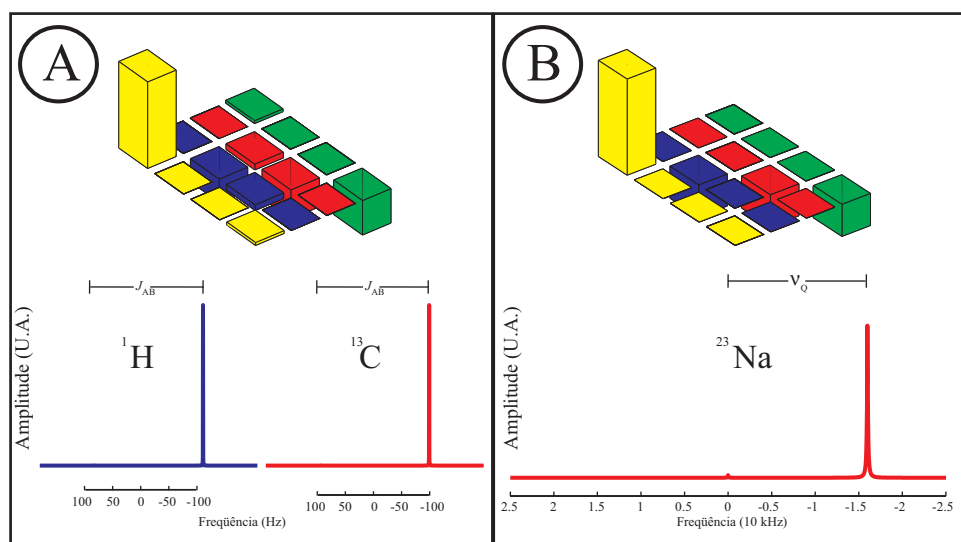 A
J_AB
J_AB
Amplitude (U.A.)
¹H
¹³C
100 50 0 -50 -100
100 50 0 -50 -100
Freqüência (Hz)
B
ν_Q
Amplitude (U.A.)
²³Na
2.5 2 1 1 0.5 0 -0.5 -1 -1.5 -2 -2.5
Freqüência (10 kHz)